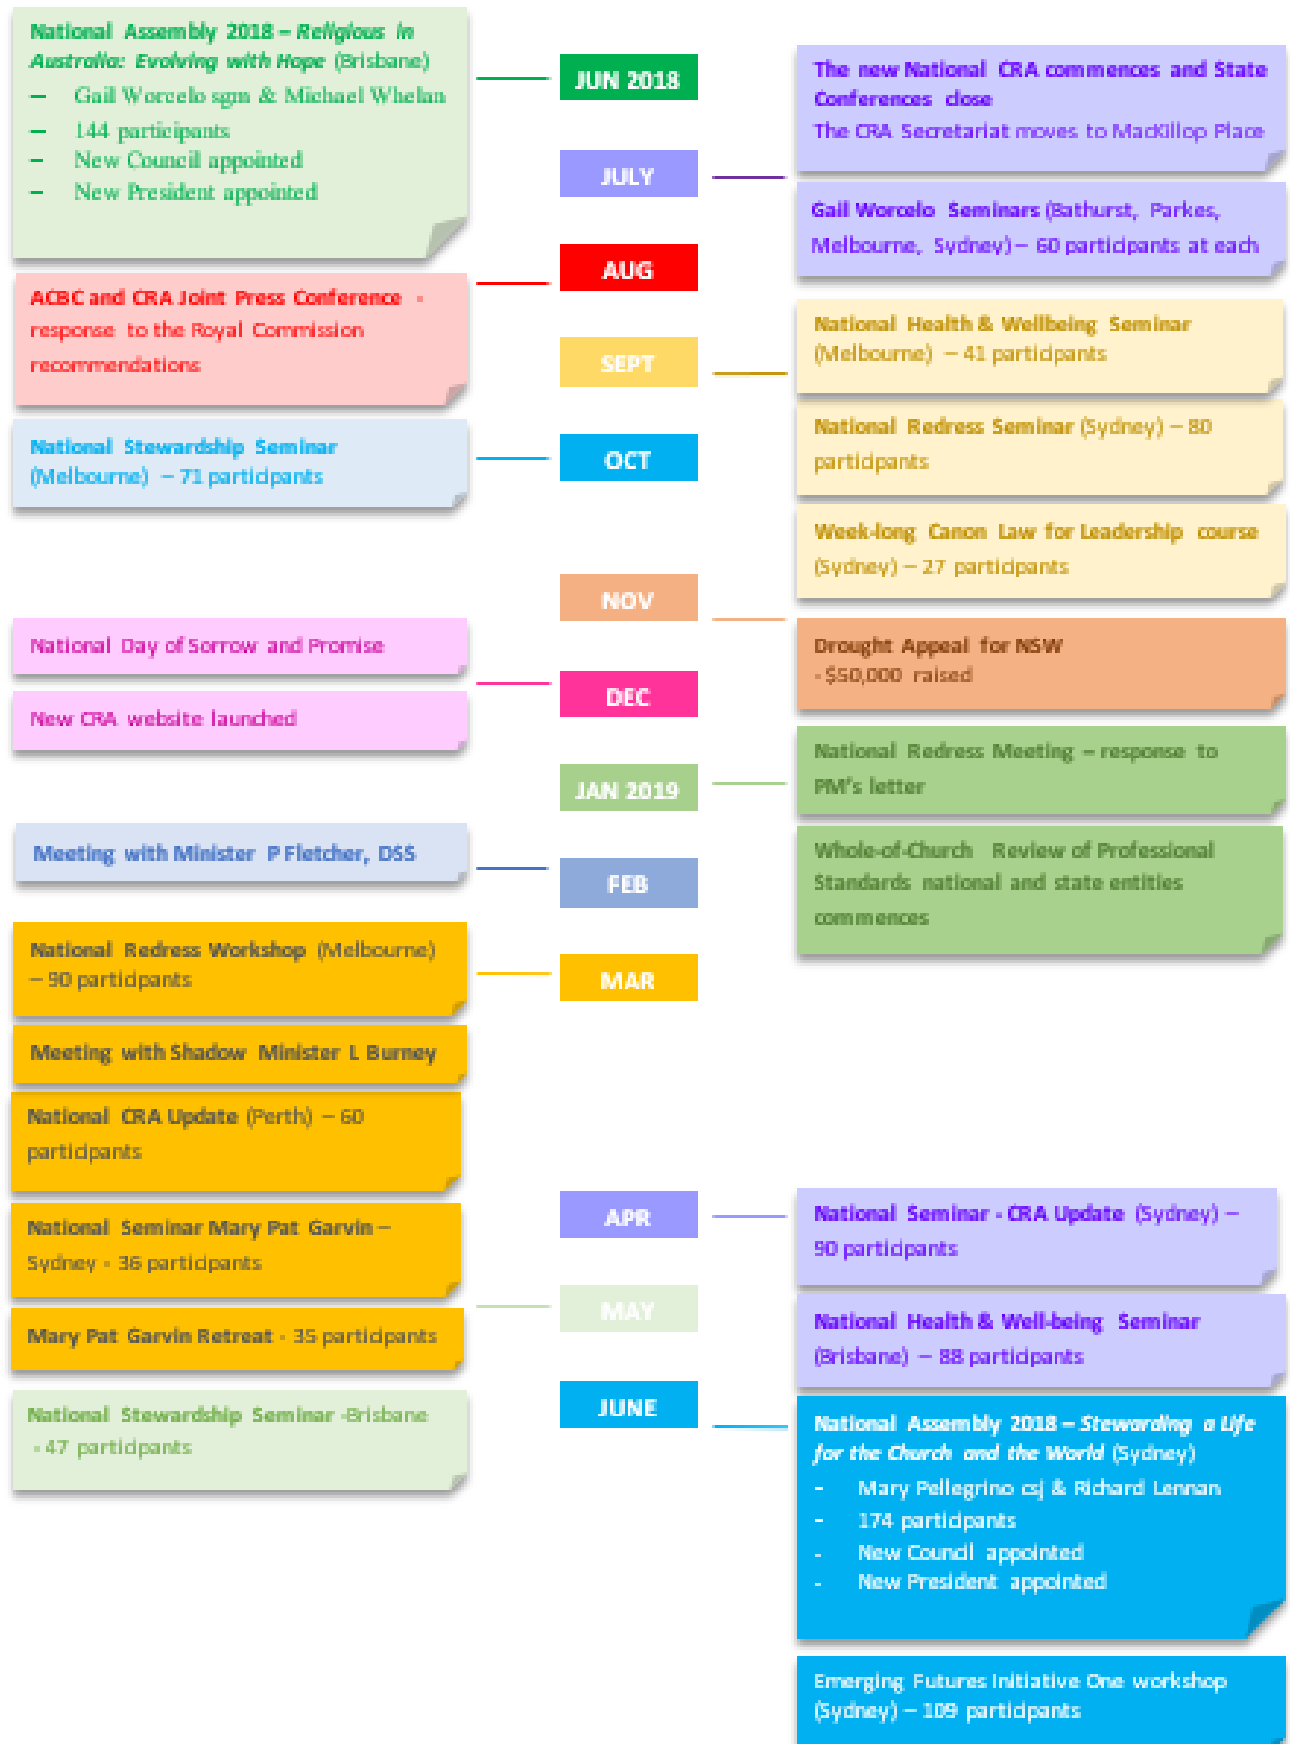 National Assembly 2018 – Religious in
Australia: Evolving with Hope (Brisbane)
– Gail Worcelo sgm & Michael Whelan
– 144 participants
– New Council appointed
– New President appointed
JUN 2018
The new National CRA commences and State
Conferences close
The CRA Secretariat moves to MacKillop Place
JULY
Gail Worcelo Seminars (Bathurst, Parkes,
Melbourne, Sydney) – 60 participants at each
AUG
ACBC and CRA Joint Press Conference -
response to the Royal Commission
recommendations
SEPT
National Health & Wellbeing Seminar
(Melbourne) – 41 participants
National Redress Seminar (Sydney) – 80
participants
Week-long Canon Law for Leadership course
(Sydney) – 27 participants
OCT
National Stewardship Seminar
(Melbourne) – 71 participants
NOV
Drought Appeal for NSW
- $50,000 raised
DEC
National Day of Sorrow and Promise
New CRA website launched
JAN 2019
National Redress Meeting – response to
PM's letter
Whole-of-Church Review of Professional
Standards national and state entities
commences
FEB
Meeting with Minister P Fletcher, DSS
MAR
National Redress Workshop (Melbourne)
– 90 participants
Meeting with Shadow Minister L Burney
National CRA Update (Perth) – 60
participants
National Seminar Mary Pat Garvin –
Sydney - 36 participants
Mary Pat Garvin Retreat - 35 participants
APR
National Seminar - CRA Update (Sydney) –
90 participants
National Health & Well-being Seminar
(Brisbane) – 88 participants
MAY
National Stewardship Seminar -Brisbane
- 47 participants
JUNE
National Assembly 2018 – Stewarding a Life
for the Church and the World (Sydney)
- Mary Pellegrino csj & Richard Lennan
- 174 participants
- New Council appointed
- New President appointed
Emerging Futures Initiative One workshop
(Sydney) – 109 participants